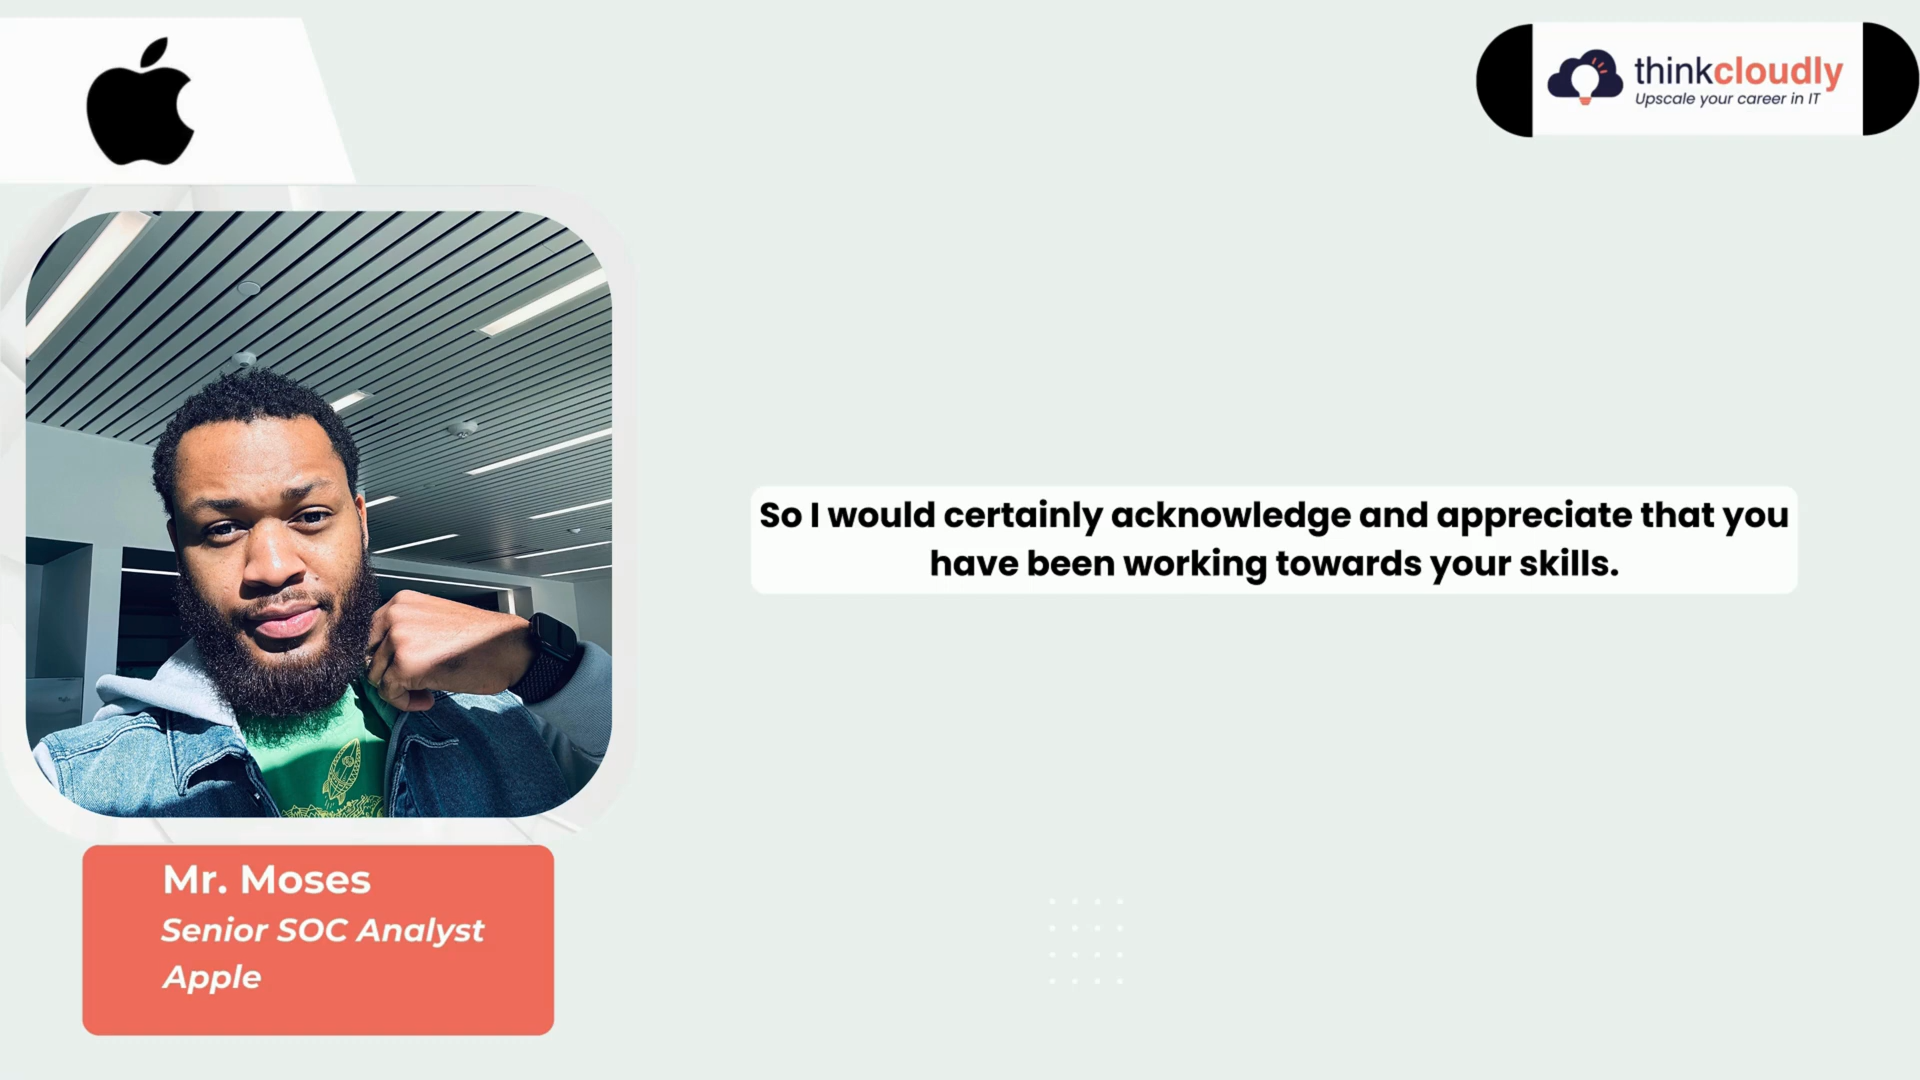 thinkcloudly
Upscale your career in IT
So I would certainly acknowledge and appreciate that you
have been working towards your skills.
Mr. Moses
Senior SOC Analyst
Apple